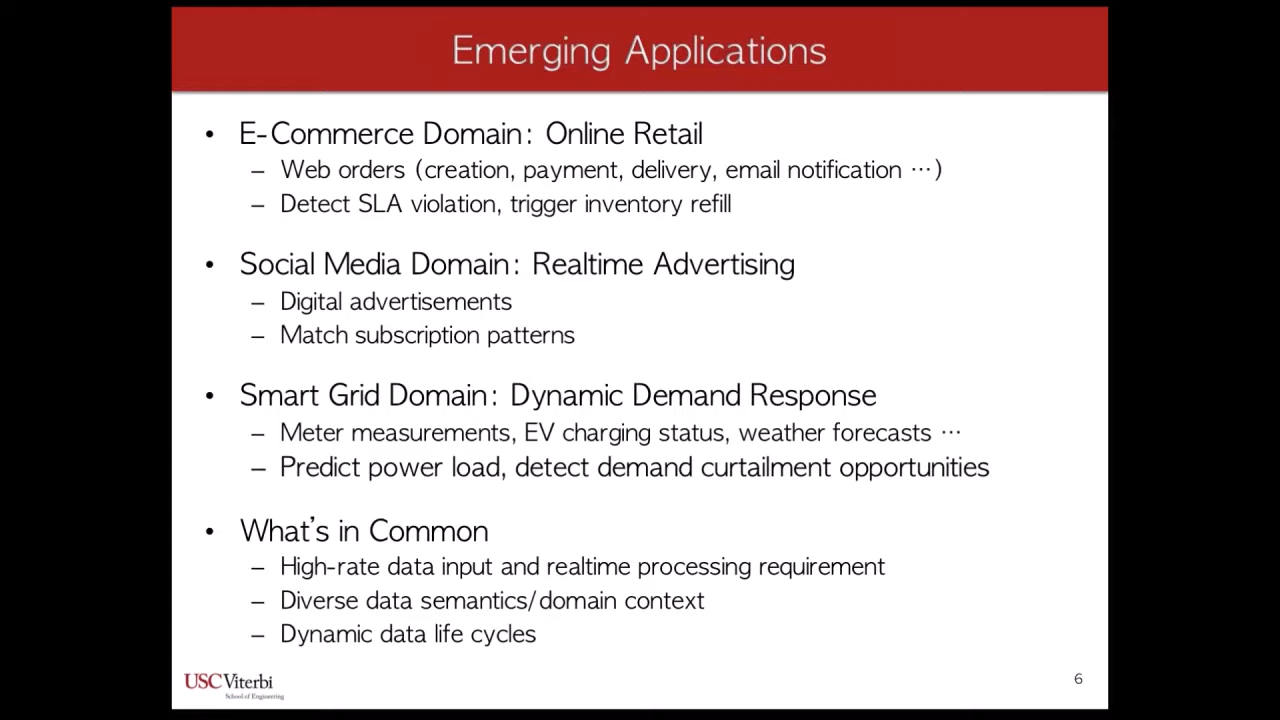 Emerging Applications
• E-Commerce Domain: Online Retail
– Web orders (creation, payment, delivery, email notification …)
– Detect SLA violation, trigger inventory refill
• Social Media Domain: Realtime Advertising
– Digital advertisements
– Match subscription patterns
• Smart Grid Domain: Dynamic Demand Response
– Meter measurements, EV charging status, weather forecasts …
– Predict power load, detect demand curtailment opportunities
• What's in Common
– High-rate data input and realtime processing requirement
– Diverse data semantics/domain context
– Dynamic data life cycles
USC Viterbi
School of Engineering
6